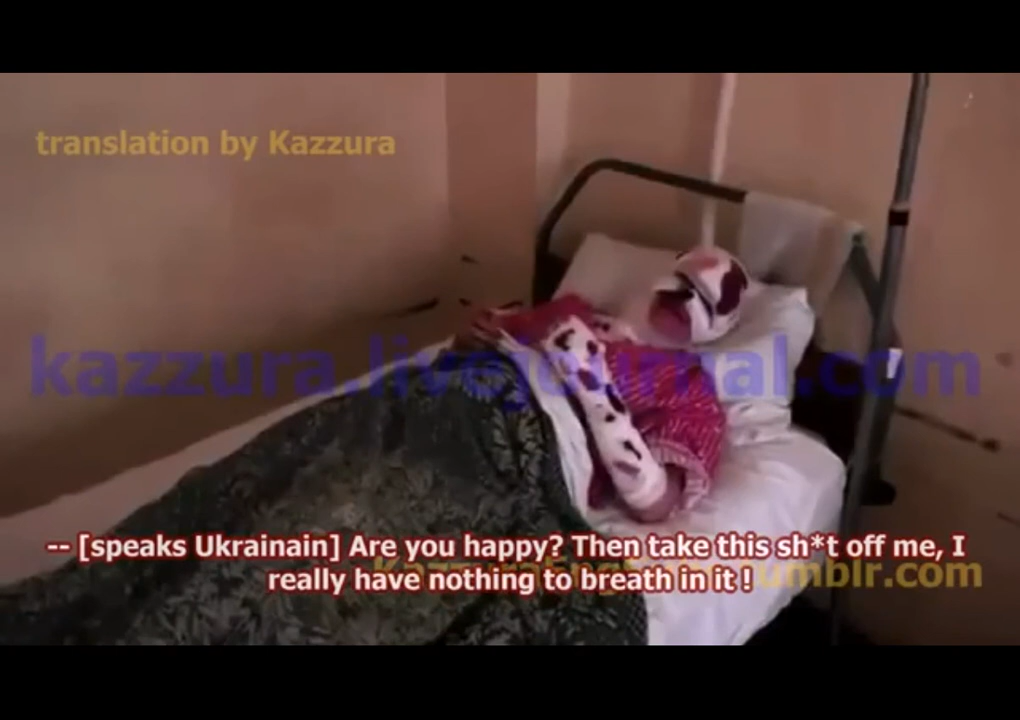 translation by Kazzura
kazzura.livejournal.com
-- [speaks Ukrainain] Are you happy? Then take this sh*t off me, I
really have nothing to breath in it !
umblr.com